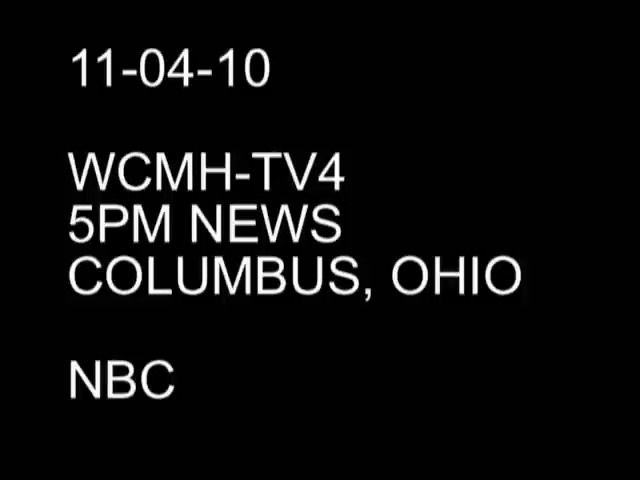 11-04-10
WCMH-TV4
5PM NEWS
COLUMBUS, OHIO
NBC